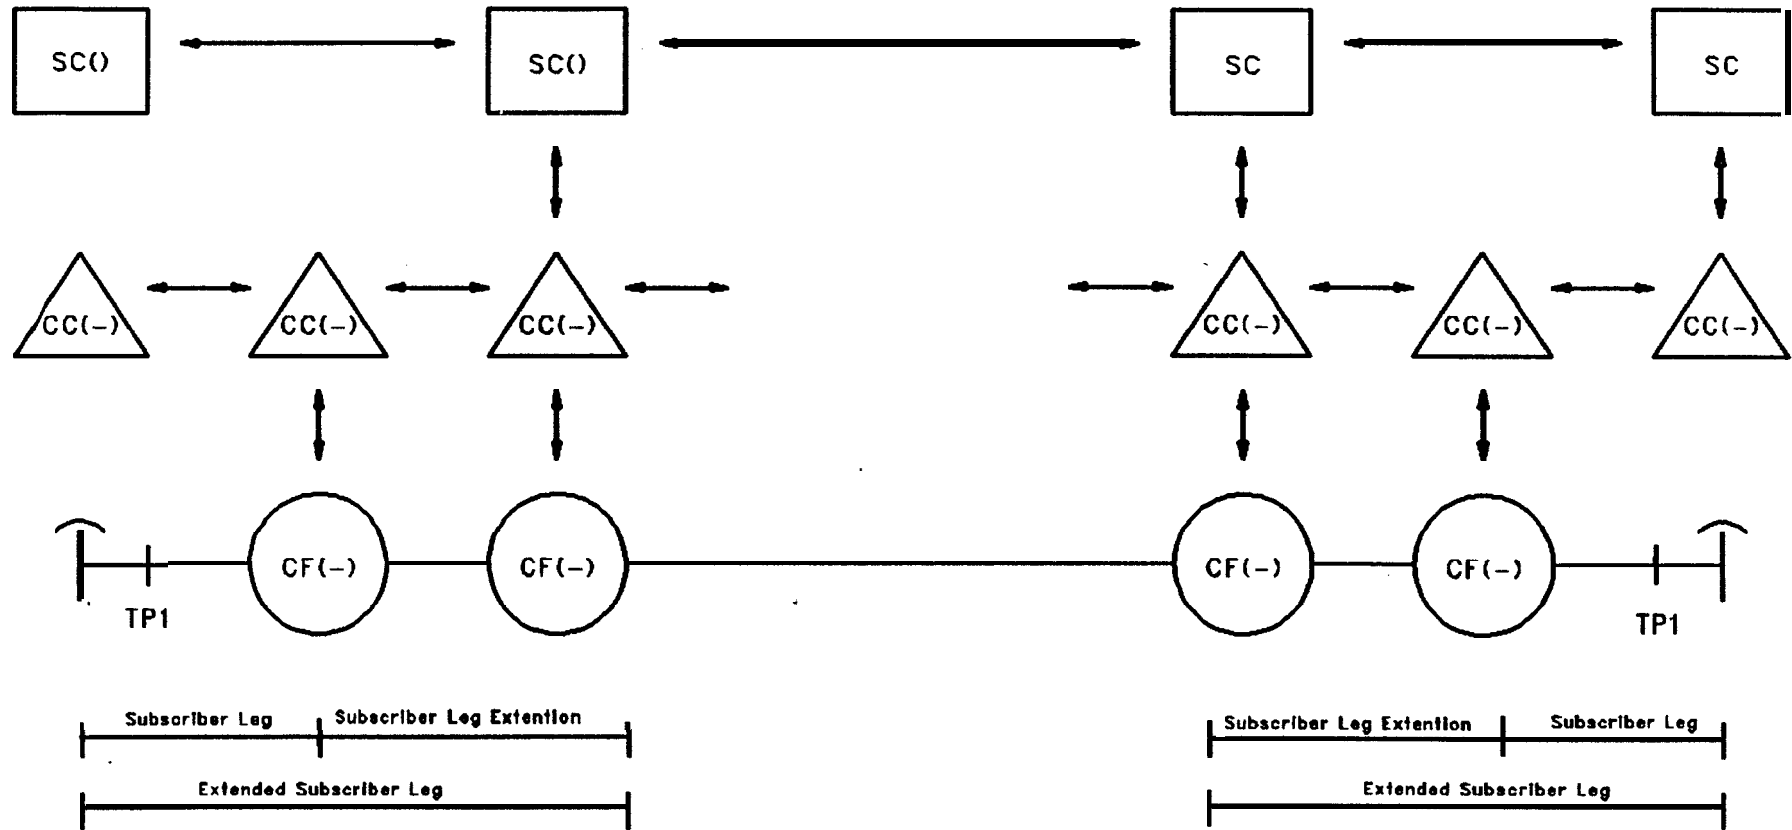 SC() SC() SC SC
CC(-) CC(-) CC(-) CC(-) CC(-) CC(-)
CF(-) CF(-) CF(-) CF(-)
TP1 TP1
Subscriber Leg Subscriber Leg Extention Subscriber Leg Extention Subscriber Leg
Extended Subscriber Leg Extended Subscriber Leg